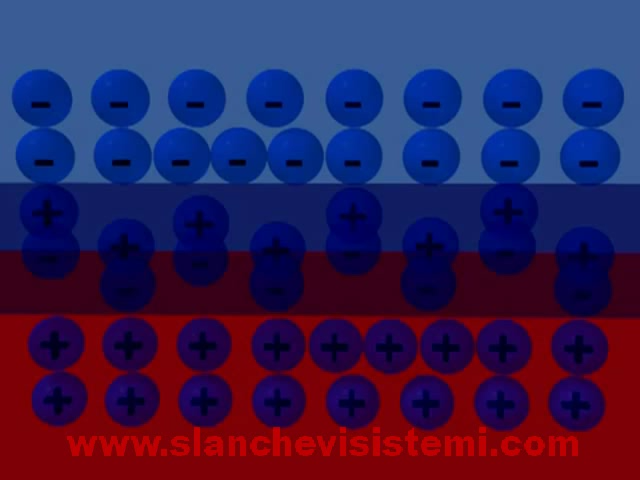 - - - - - - - -
- - - - - - - - - -
+ + + + + + + +
- - - - - - - -
+ + + + + + + + + +
+ + + + + + + +
www.slanchevisistemi.com